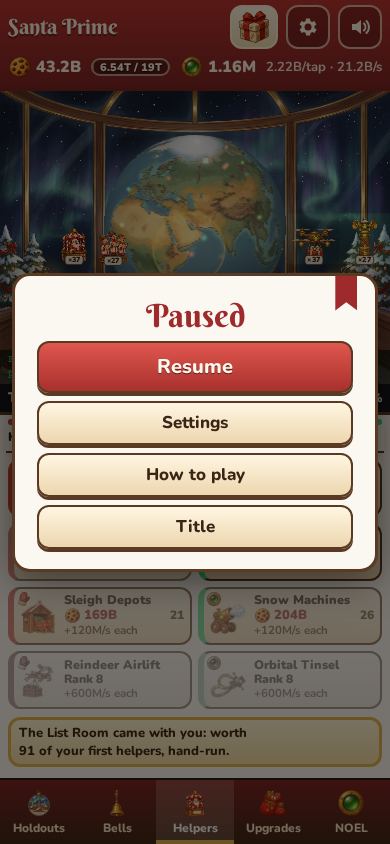 Santa Prime
43.2B
6.54T / 19T
1.16M
2.22B/tap · 21.2B/s
×37
×27
×37
×27
Paused
Resume
Settings
How to play
Title
Sleigh Depots
169B
21
+120M/s each
Snow Machines
204B
26
+120M/s each
Reindeer Airlift
Rank 8
+600M/s each
Orbital Tinsel
Rank 8
+600M/s each
The List Room came with you: worth
91 of your first helpers, hand-run.
Holdouts
Bells
Helpers
Upgrades
NOEL